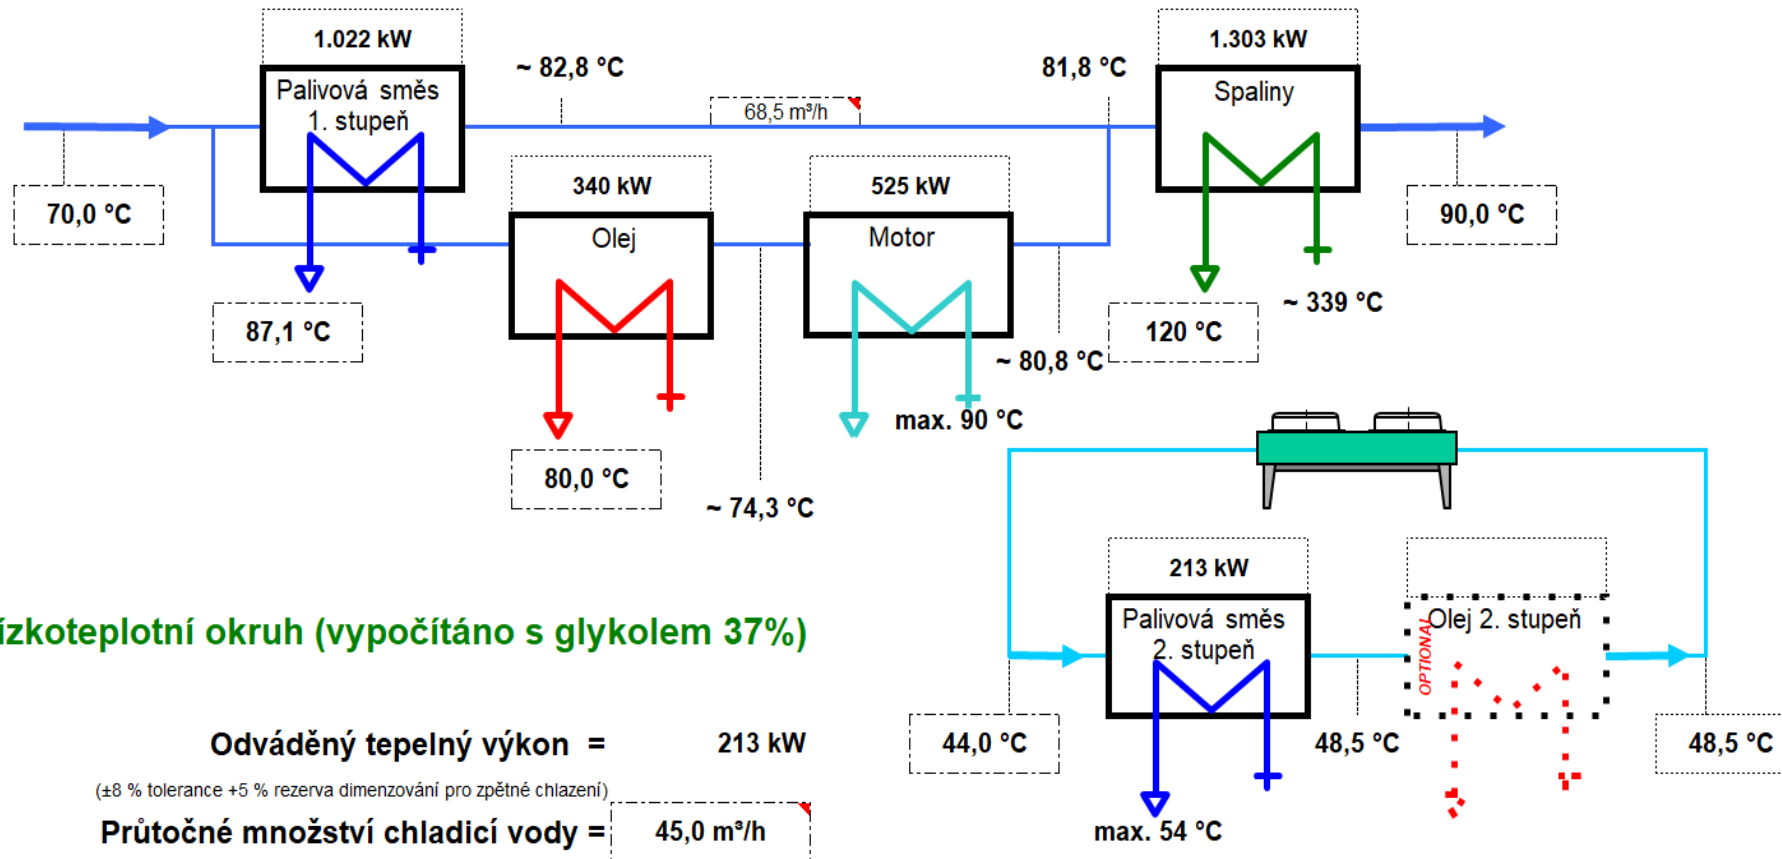 1.022 kW
1.303 kW
~ 82,8 °C
81,8 °C
Palivová směs
1. stupeň
68,5 m³/h
Spaliny
70,0 °C
340 kW
525 kW
90,0 °C
Olej
Motor
87,1 °C
~ 339 °C
120 °C
~ 80,8 °C
max. 90 °C
80,0 °C
~ 74,3 °C
213 kW
Palivová směs
2. stupeň
Olej 2. stupeň
OPTIONAL
ízkoteplotní okruh (vypočítáno s glykolem 37%)
Odváděný tepelný výkon = 213 kW
44,0 °C
48,5 °C
48,5 °C
(±8 % tolerance +5 % rezerva dimenzování pro zpětné chlazení)
Průtočné množství chladicí vody = 45,0 m³/h
max. 54 °C